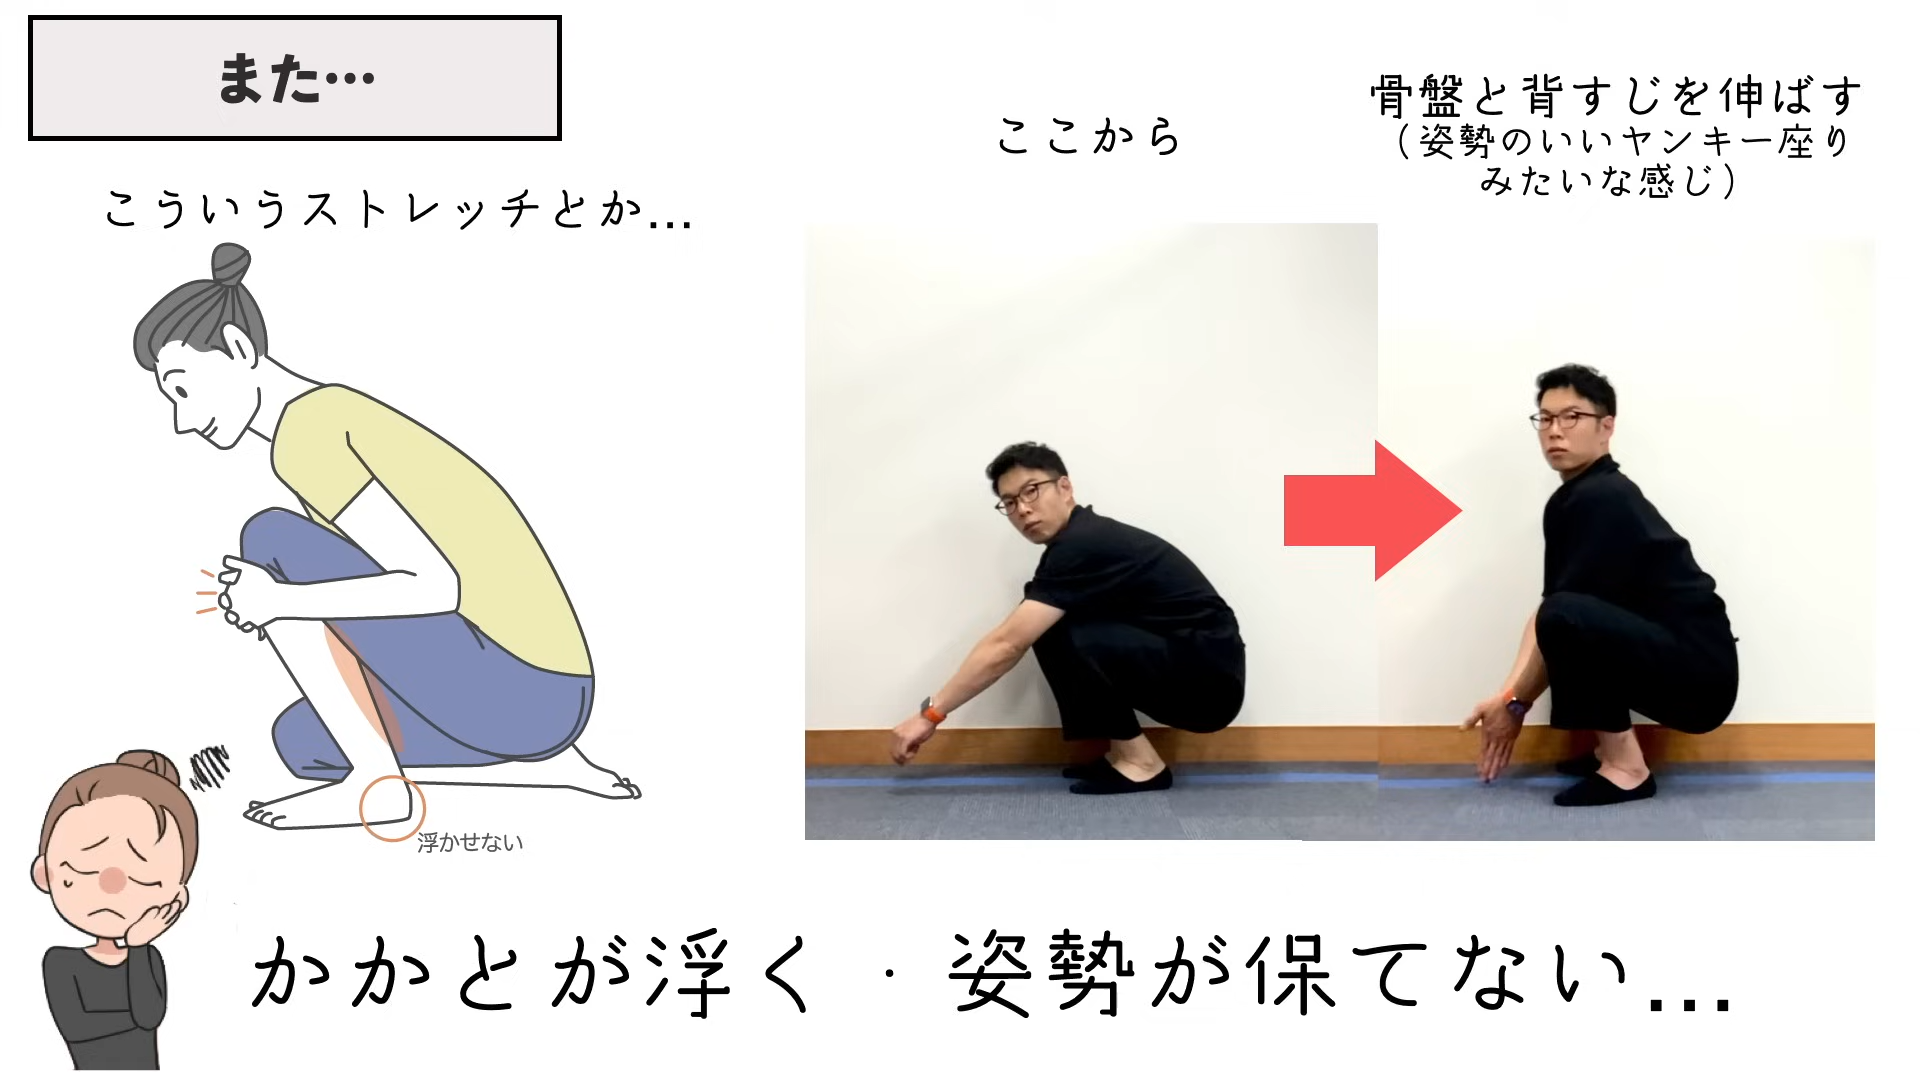 また…
こういうストレッチとか...
ここから
骨盤と背すじを伸ばす
（姿勢のいいヤンキー座り
みたいな感じ）
浮かせない
かかとが浮く・姿勢が保てない...